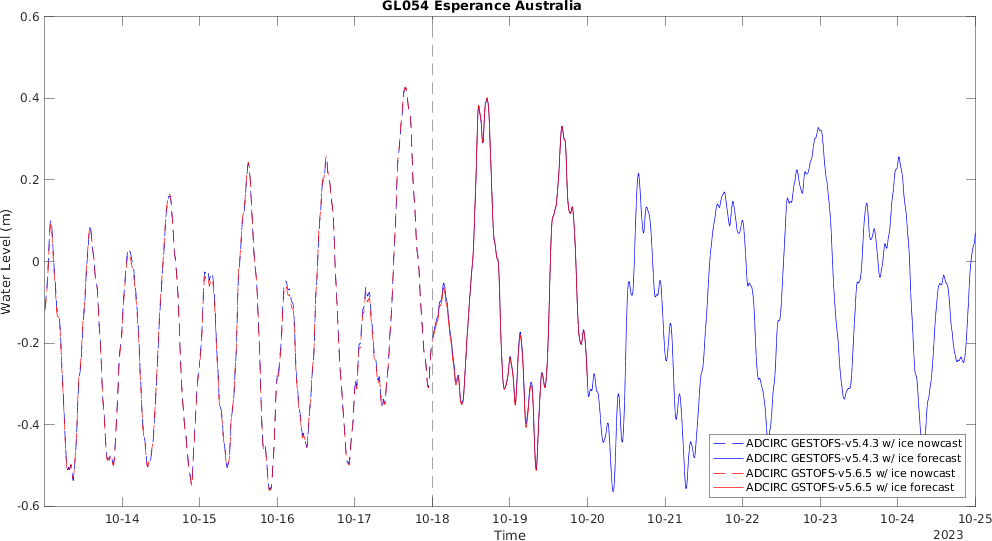 GL054 Esperance Australia
0.6
0.4
0.2
0
-0.2
-0.4
-0.6
Water Level (m)
ADCIRC GESTOFS-v5.4.3 w/ ice nowcast
ADCIRC GESTOFS-v5.4.3 w/ ice forecast
ADCIRC GSTOFS-v5.6.5 w/ ice nowcast
ADCIRC GSTOFS-v5.6.5 w/ ice forecast
10-14 10-15 10-16 10-17 10-18 10-19 10-20 10-21 10-22 10-23 10-24 10-25
Time
2023